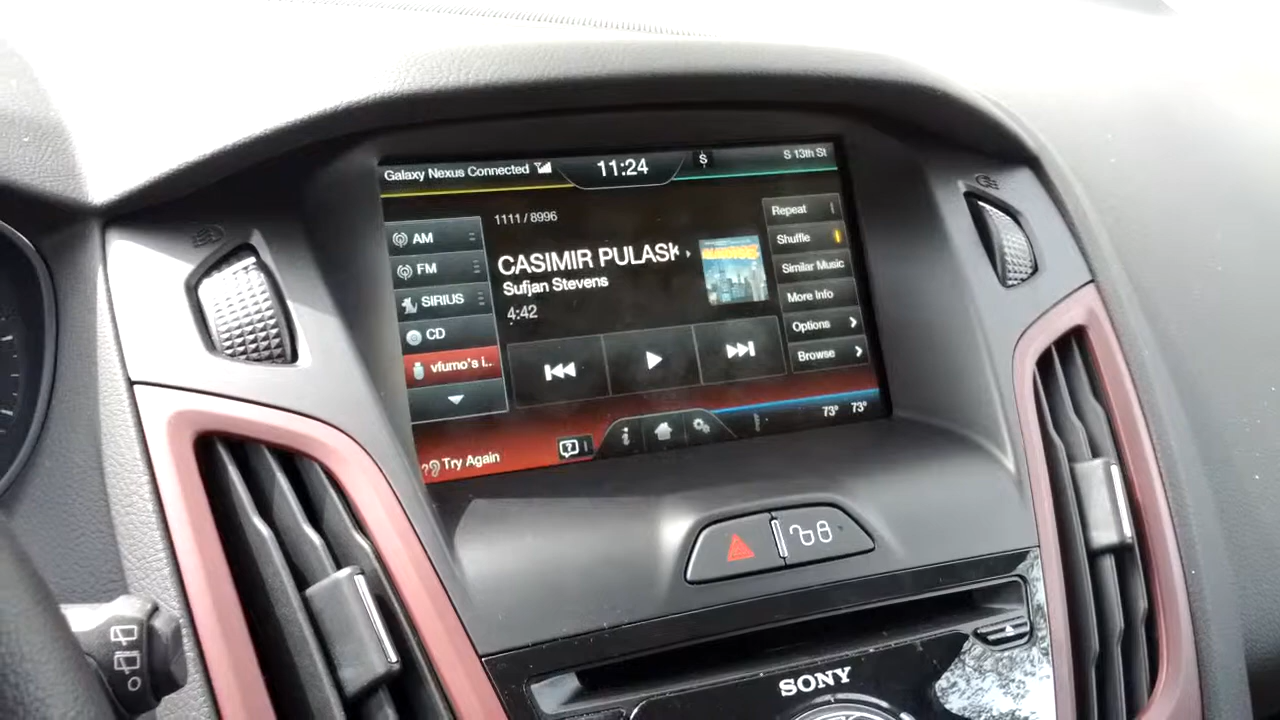 Galaxy Nexus Connected
11:24
S
S 13th St
AM
FM
SIRIUS
CD
vfumo's i..
1111 / 8996
CASIMIR PULASK
Sufjan Stevens
4:42
Repeat
Shuffle
Similar Music
More Info
Options
Browse
73° 73°
?
i
? Try Again
SONY